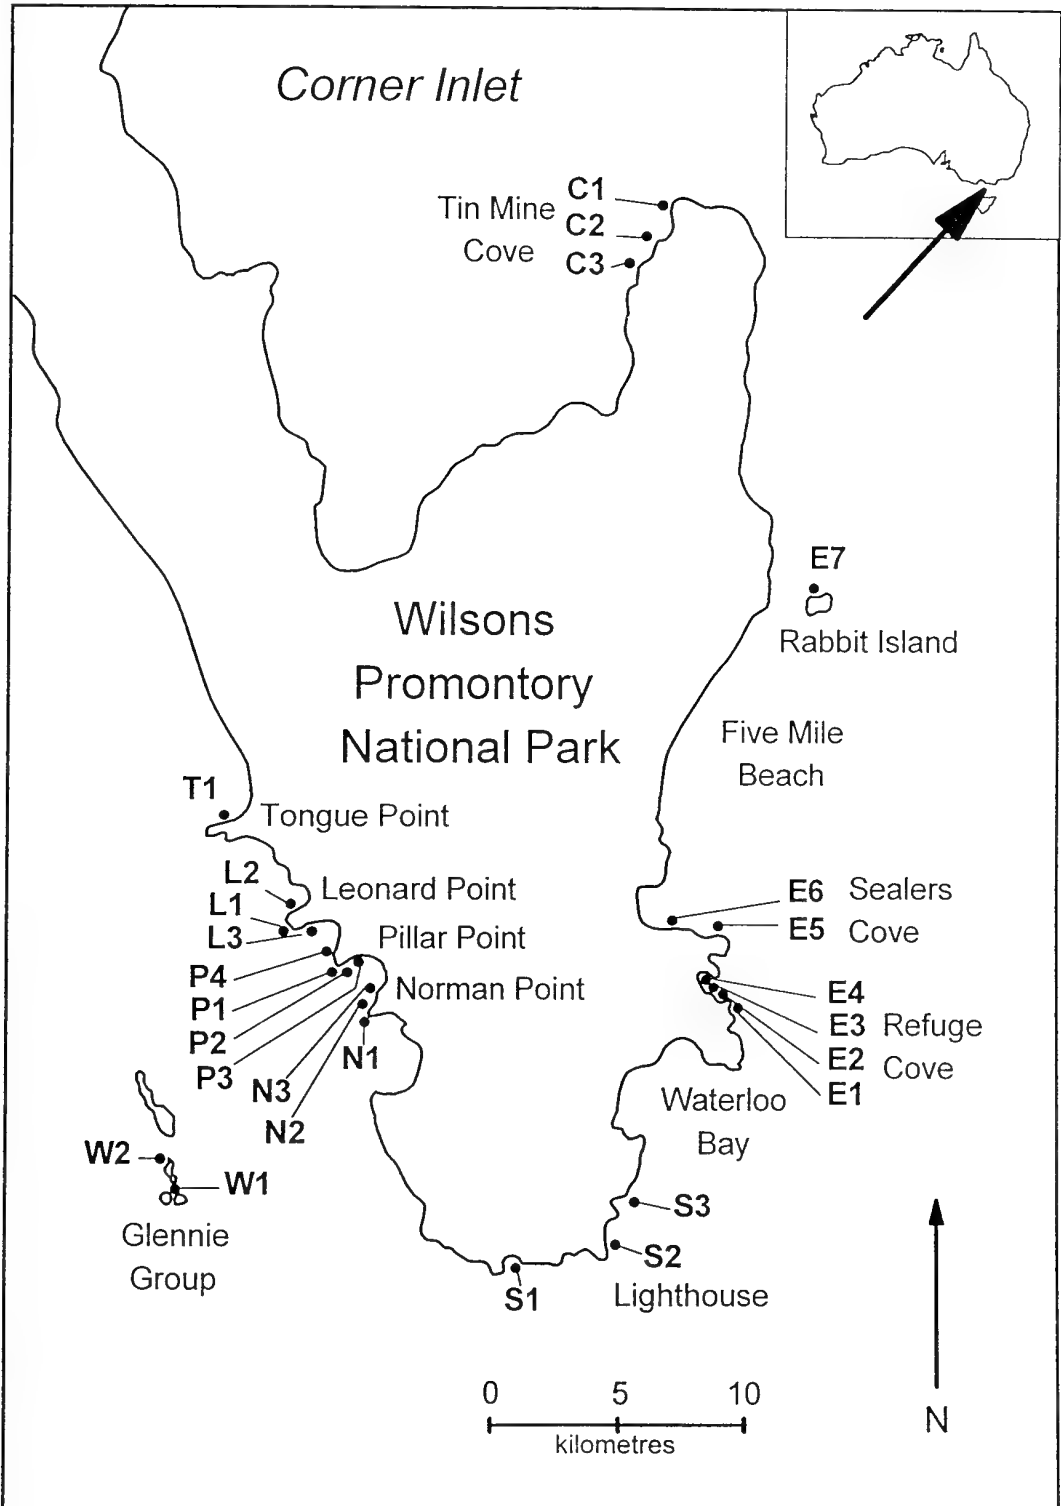 Corner Inlet
Tin Mine
Cove
C1
C2
C3
E7
Rabbit Island
Wilsons
Promontory
National Park
Five Mile
Beach
T1
Tongue Point
L2
Leonard Point
L1
L3
Pillar Point
P4
P1
P2
P3
Norman Point
N1
N3
N2
E6
E5
Sealers
Cove
E4
E3
E2
E1
Refuge
Cove
Waterloo
Bay
W2
W1
Glennie
Group
S3
S2
S1
Lighthouse
0 5 10
kilometres
N